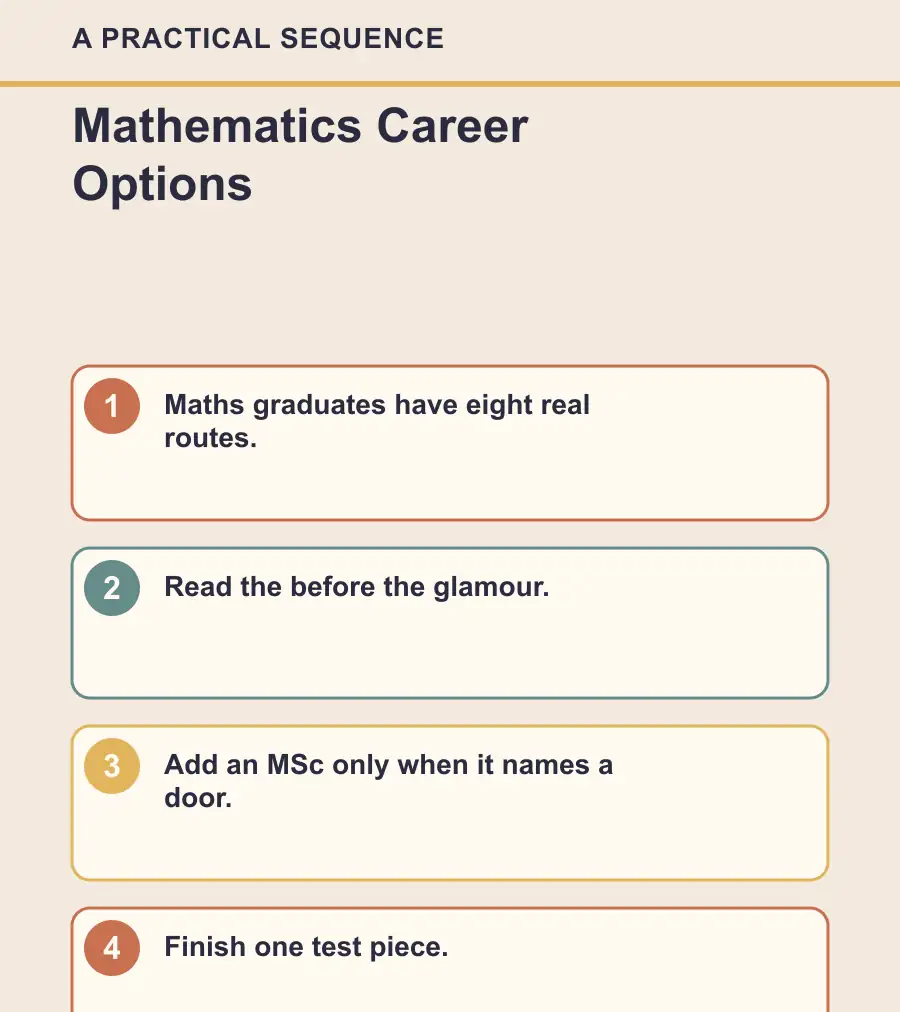 A PRACTICAL SEQUENCE
Mathematics Career
Options
1
Maths graduates have eight real
routes.
2
Read the before the glamour.
3
Add an MSc only when it names a
door.
4
Finish one test piece.